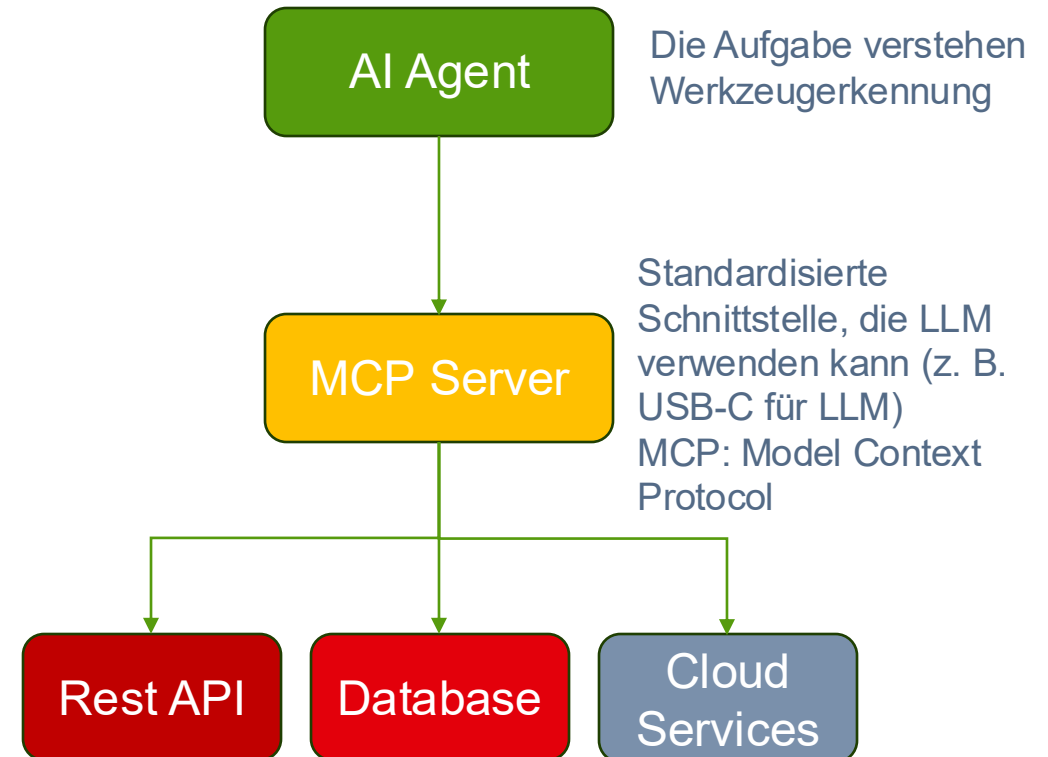 AI Agent
Die Aufgabe verstehen
Werkzeugerkennung
MCP Server
Standardisierte
Schnittstelle, die LLM
verwenden kann (z. B.
USB-C für LLM)
MCP: Model Context
Protocol
Rest API
Database
Cloud
Services